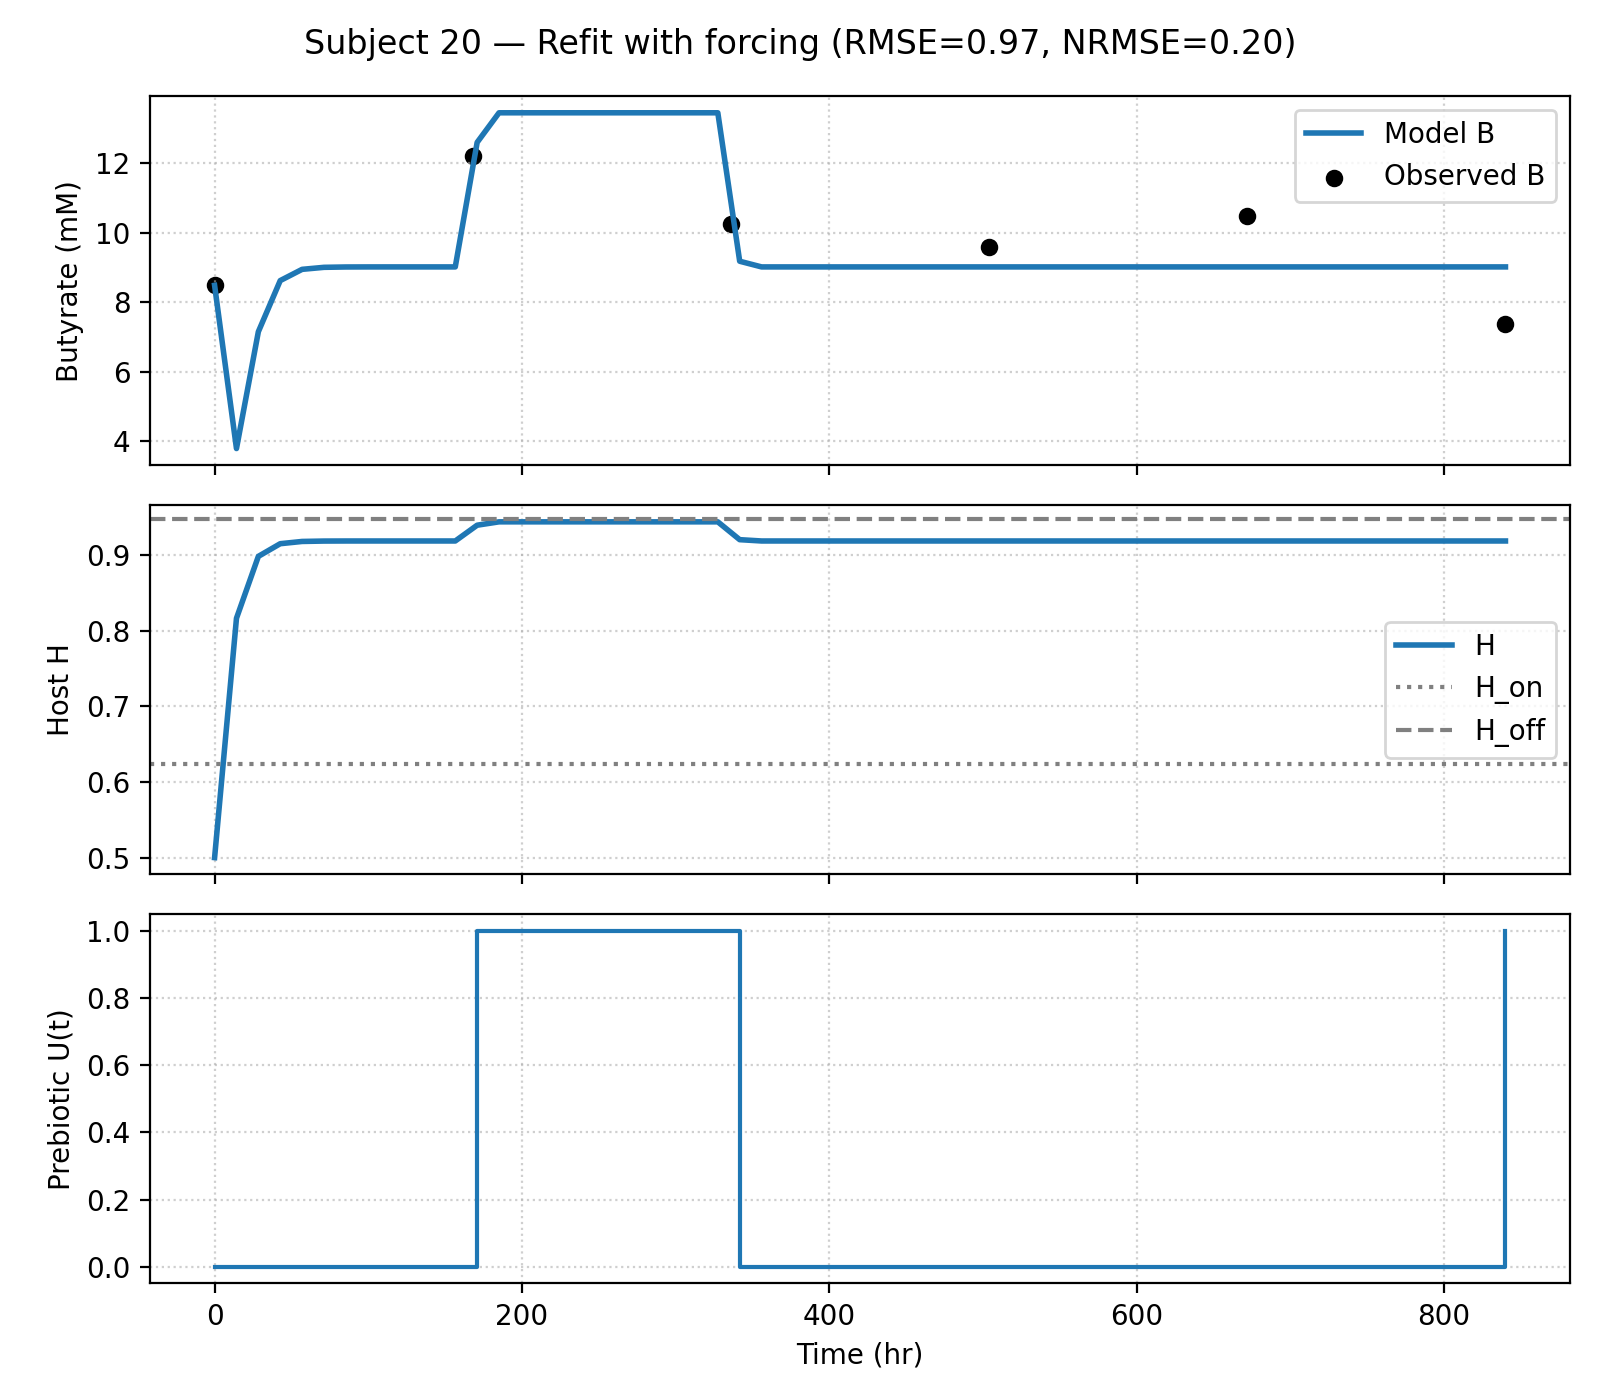 Subject 20 — Refit with forcing (RMSE=0.97, NRMSE=0.20)
Butyrate (mM)
12
10
8
6
4
Model B
Observed B
Host H
0.9
0.8
0.7
0.6
0.5
H
H_on
H_off
Prebiotic U(t)
1.0
0.8
0.6
0.4
0.2
0.0
0 200 400 600 800
Time (hr)